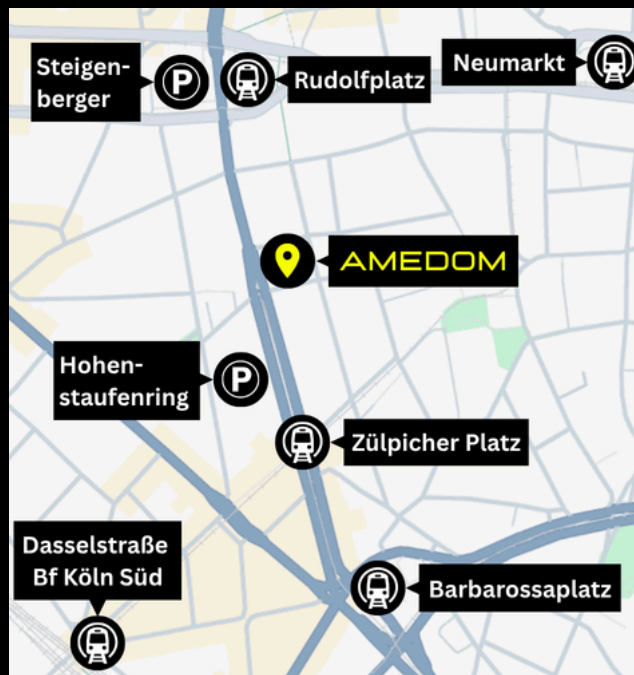 Steigen-
berger
P
Rudolfplatz
Neumarkt
AMEDOM
Hohen-
staufenring
P
Zülpicher Platz
Dasselstraße
Bf Köln Süd
Barbarossaplatz